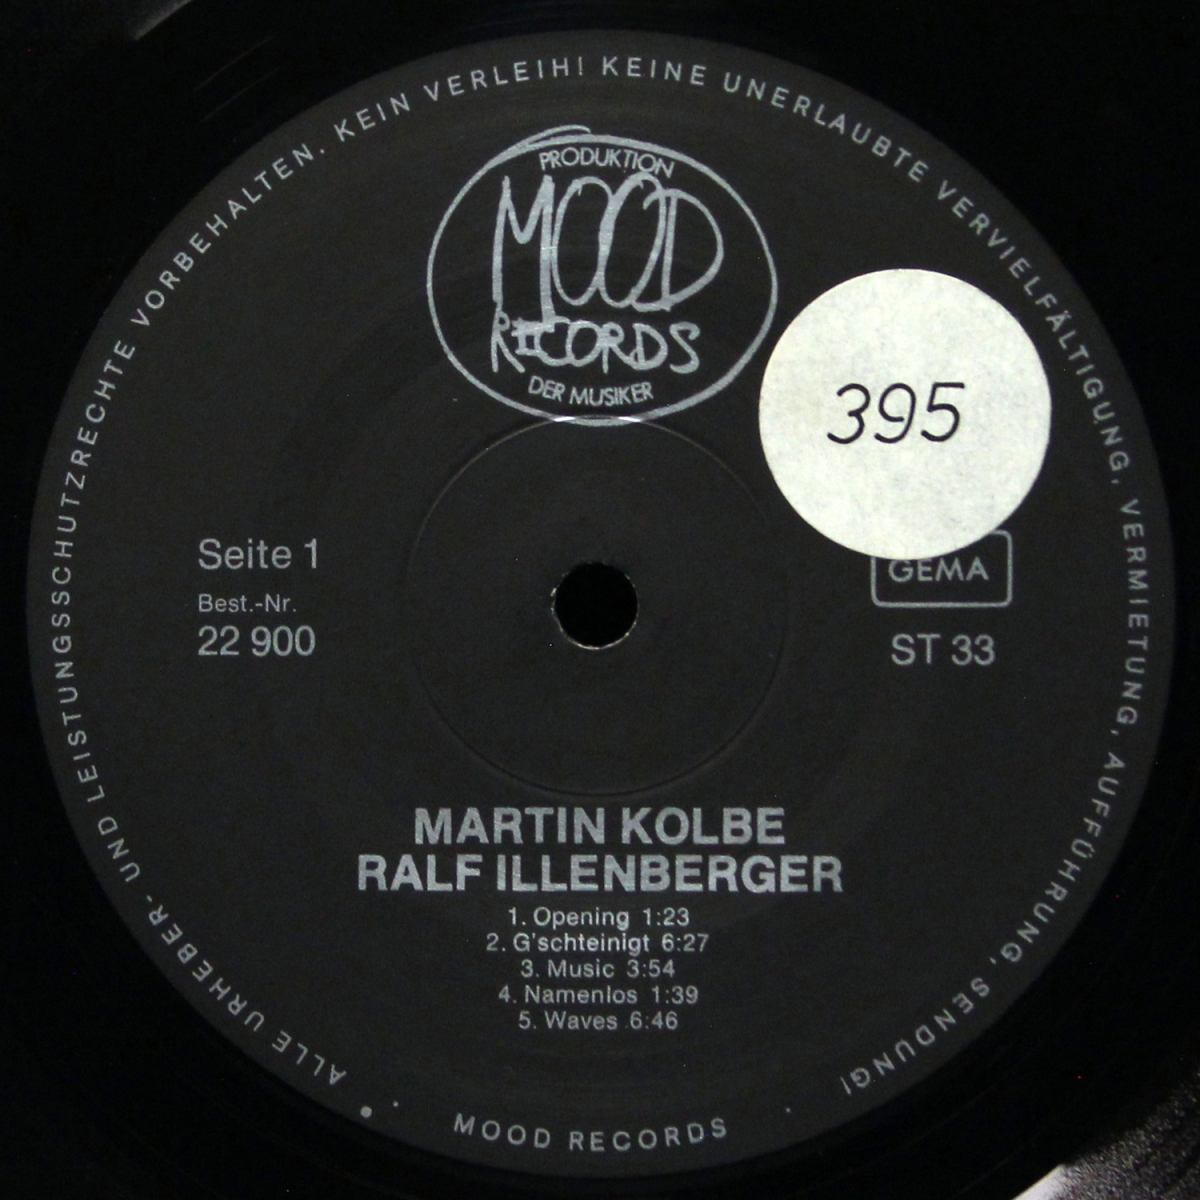 ALLE URHEBER- UND LEISTUNGSSCHUTZRECHTE VORBEHALTEN. KEIN VERLEIH! KEINE UNERLAUBTE VERVIELFÄLTIGUNG, VERMIETUNG, AUFFÜHRUNG, SENDUNG!
PRODUKTION
MOOD
RECORDS
DER MUSIKER
395
Seite 1
Best.-Nr.
22 900
GEMA
ST 33
MARTIN KOLBE
RALF ILLENBERGER
1. Opening 1:23
2. G'schteinigt 6:27
3. Music 3:54
4. Namenlos 1:39
5. Waves 6:46
MOOD RECORDS